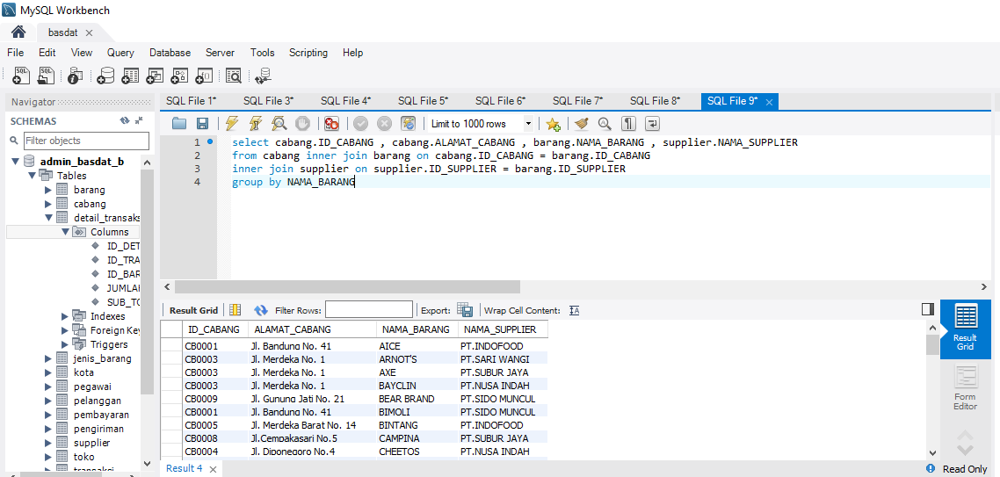 MySQL Workbench
basdat
File Edit View Query Database Server Tools Scripting Help
Navigator
SCHEMAS
Filter objects
admin_basdat_b
Tables
barang
cabang
detail_transaks
Columns
ID_DET
ID_TRA
ID_BAR
JUMLAI
SUB_TO
Indexes
Foreign Key
Triggers
jenis_barang
kota
pegawai
pelanggan
pembayaran
pengiriman
supplier
toko
transaksi
SQL File 1* SQL File 3* SQL File 4* SQL File 5* SQL File 6* SQL File 7* SQL File 8* SQL File 9*
Limit to 1000 rows
1 select cabang.ID_CABANG , cabang.ALAMAT_CABANG , barang.NAMA_BARANG , supplier.NAMA_SUPPLIER
2 from cabang inner join barang on cabang.ID_CABANG = barang.ID_CABANG
3 inner join supplier on supplier.ID_SUPPLIER = barang.ID_SUPPLIER
4 group by NAMA_BARANG
Result Grid Filter Rows: Export: Wrap Cell Content:
ID_CABANG ALAMAT_CABANG NAMA_BARANG NAMA_SUPPLIER
CB0001 Jl. Bandung No. 41 AICE PT.INDOFOOD
CB0003 Jl. Merdeka No. 1 ARNOT'S PT.SARI WANGI
CB0003 Jl. Merdeka No. 1 AXE PT.SUBUR JAYA
CB0003 Jl. Merdeka No. 1 BAYCLIN PT.NUSA INDAH
CB0009 Jl. Gunung Jati No. 21 BEAR BRAND PT.SIDO MUNCUL
CB0001 Jl. Bandung No. 41 BIMOLI PT.SIDO MUNCUL
CB0005 Jl. Merdeka Barat No. 14 BINTANG PT.INDOFOOD
CB0008 Jl.Cempakasari No.5 CAMPINA PT.SUBUR JAYA
CB0004 Jl. Diponegoro No.4 CHEETOS PT.NUSA INDAH
Result
Grid
Form
Editor
Result 4
Read Only